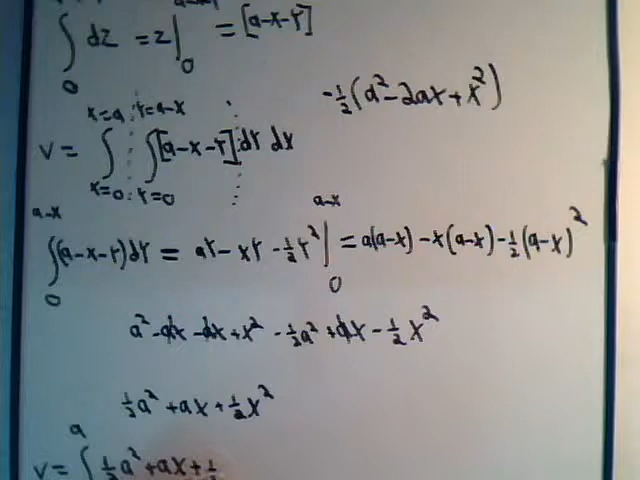 ∫₀ dz = z|₀ = [a-x-y]
-½(a²-2ax+x²)
v = ∫_{x=0}^{x=a} ∫_{y=0}^{y=a-x} [a-x-y] dy dx
∫₀^{a-x} (a-x-y)dy = ay - xy - ½y² |₀^{a-x} = a(a-x) - x(a-x) - ½(a-x)²
a² - ax - ax + x² - ½a² + ax - ½x²
½a² + ax + ½x²
v = ∫^{a} ½a² + ax + ½